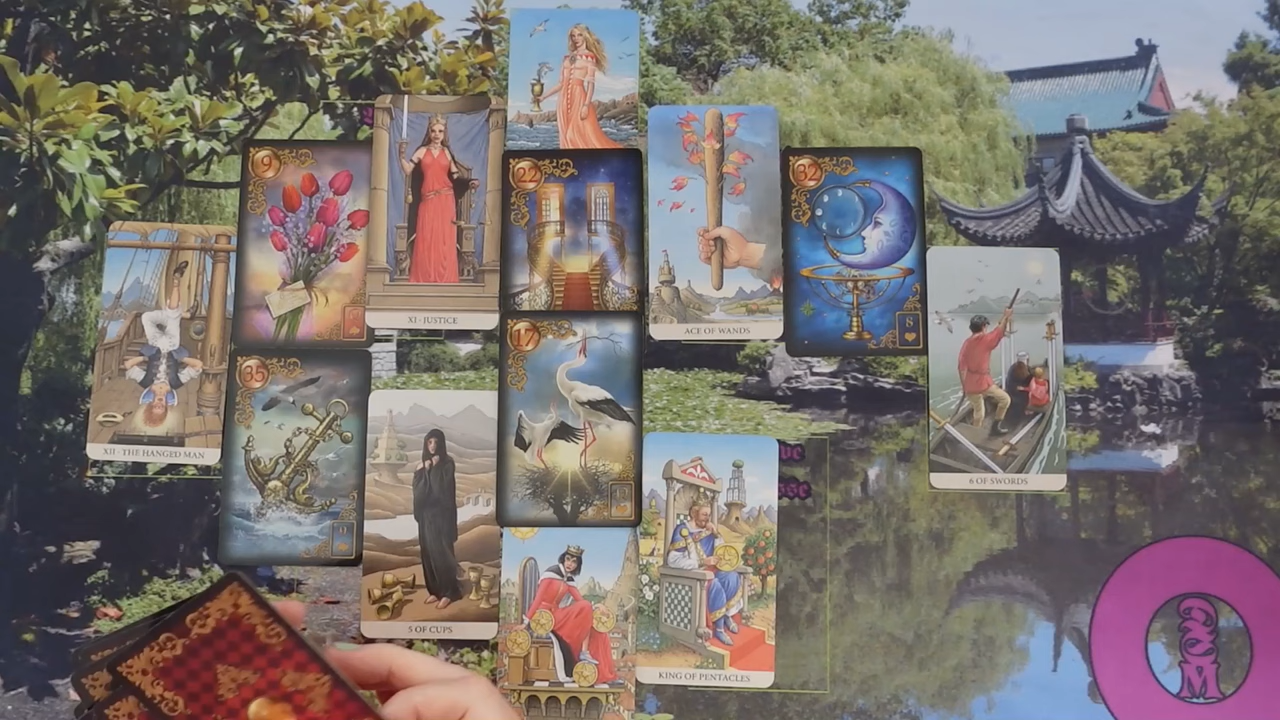 9
XI · JUSTICE
22
ACE OF WANDS
32
8
XII · THE HANGED MAN
35
5 OF CUPS
17
KING OF PENTACLES
6 OF SWORDS